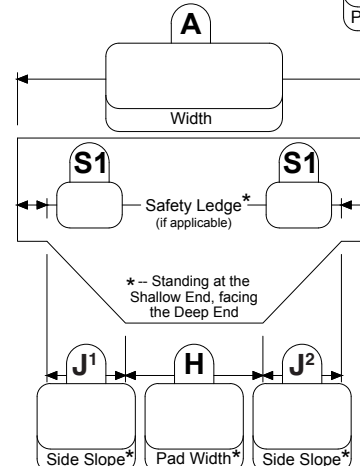 P
A
Width
S1 S1
Safety Ledge*
(if applicable)
* -- Standing at the
Shallow End, facing
the Deep End
J¹ H J²
Side Slope* Pad Width* Side Slope*